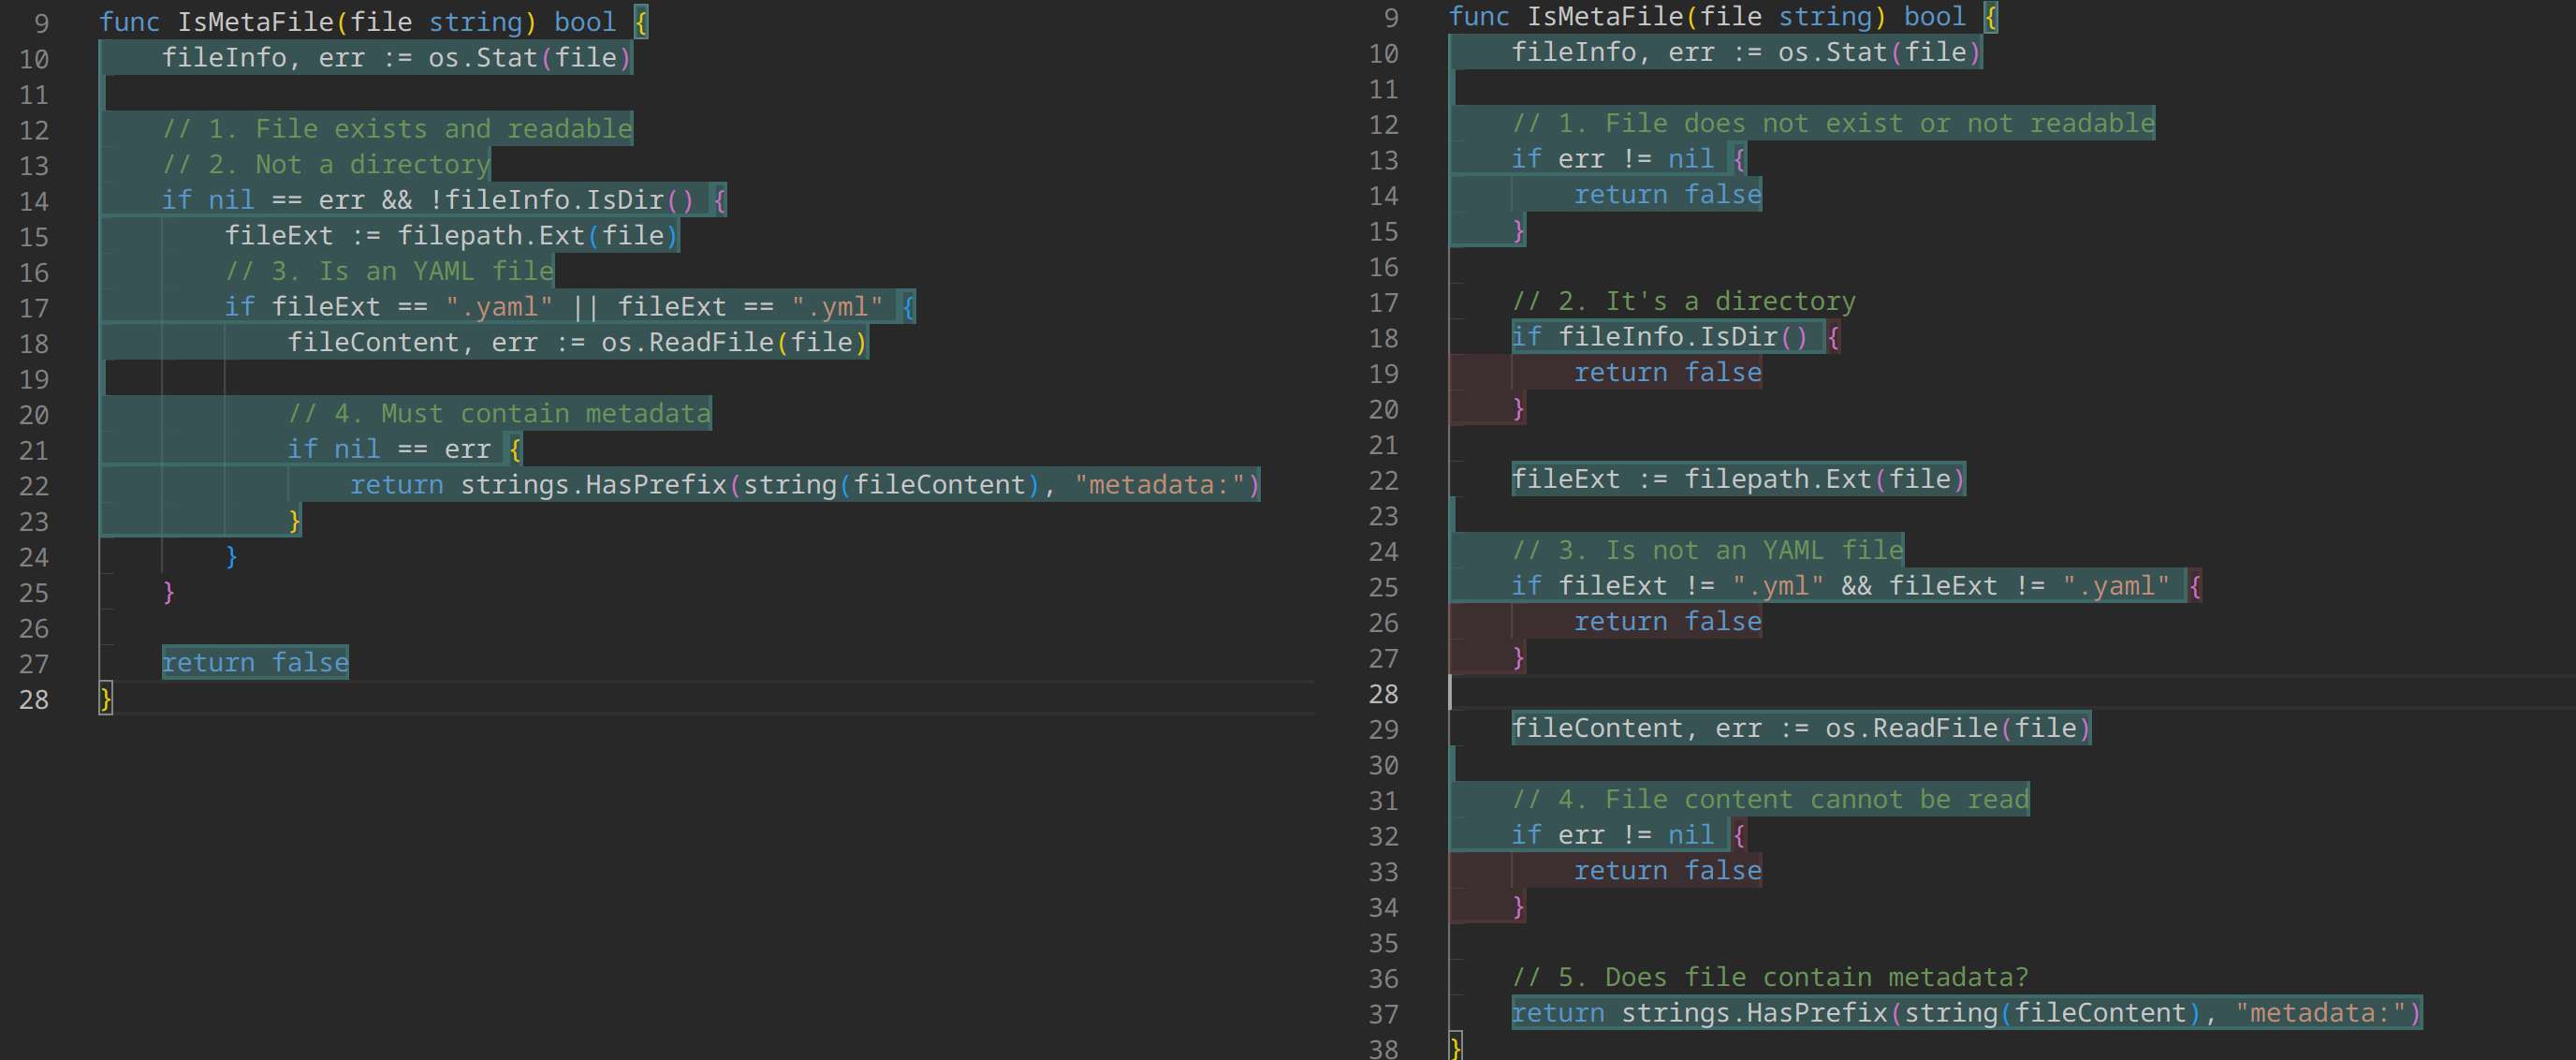 9 func IsMetaFile(file string) bool {
10 fileInfo, err := os.Stat(file)
11
12 // 1. File exists and readable
13 // 2. Not a directory
14 if nil == err && !fileInfo.IsDir() {
15 fileExt := filepath.Ext(file)
16 // 3. Is an YAML file
17 if fileExt == ".yaml" || fileExt == ".yml" {
18 fileContent, err := os.ReadFile(file)
19
20 // 4. Must contain metadata
21 if nil == err {
22 return strings.HasPrefix(string(fileContent), "metadata:")
23 }
24 }
25 }
26
27 return false
28 }
9 func IsMetaFile(file string) bool {
10 fileInfo, err := os.Stat(file)
11
12 // 1. File does not exist or not readable
13 if err != nil {
14 return false
15 }
16
17 // 2. It's a directory
18 if fileInfo.IsDir() {
19 return false
20 }
21
22 fileExt := filepath.Ext(file)
23
24 // 3. Is not an YAML file
25 if fileExt != ".yml" && fileExt != ".yaml" {
26 return false
27 }
28
29 fileContent, err := os.ReadFile(file)
30
31 // 4. File content cannot be read
32 if err != nil {
33 return false
34 }
35
36 // 5. Does file contain metadata?
37 return strings.HasPrefix(string(fileContent), "metadata:")
38 }